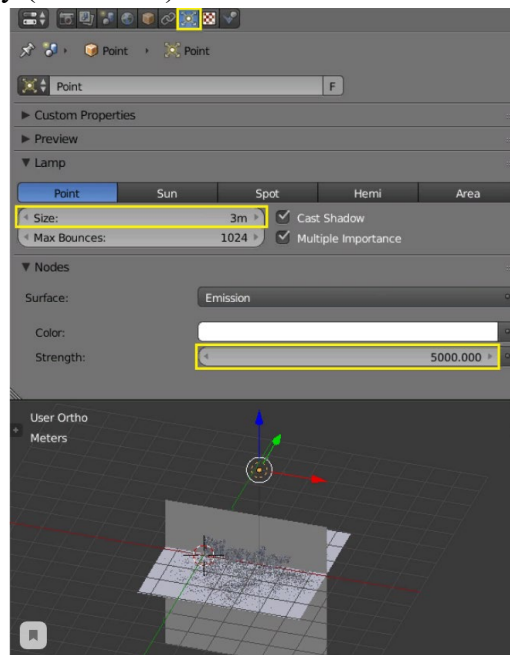 Point Point
Point F
Custom Properties
Preview
Lamp
Point Sun Spot Hemi Area
Size: 3m Cast Shadow
Max Bounces: 1024 Multiple Importance
Nodes
Surface: Emission
Color:
Strength: 5000.000
User Ortho
Meters